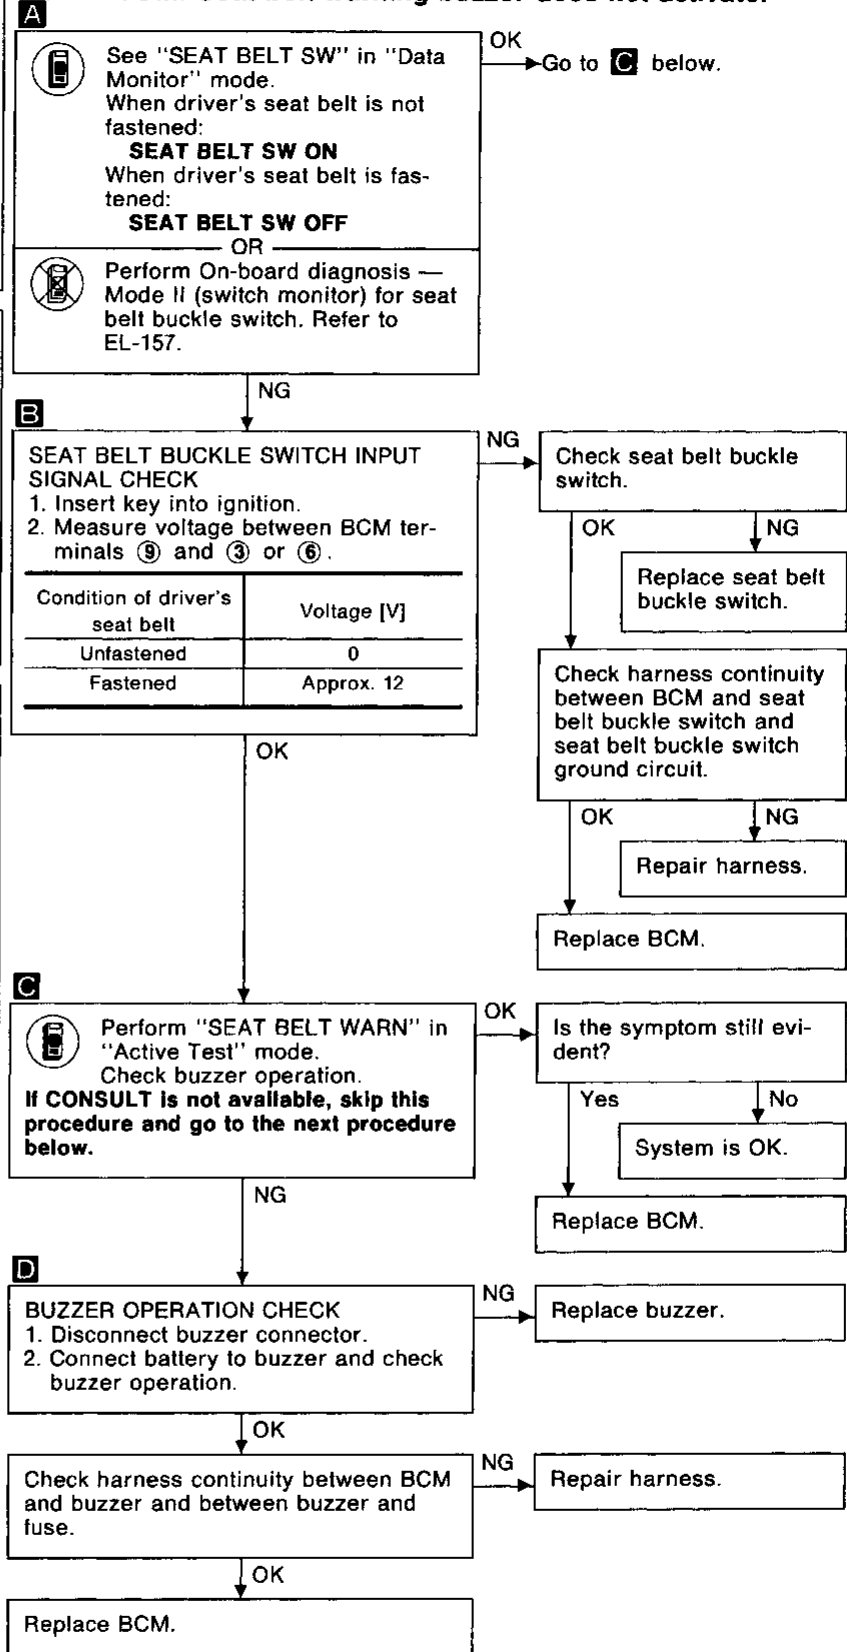 A
See "SEAT BELT SW" in "Data
Monitor" mode.
When driver's seat belt is not
fastened:
SEAT BELT SW ON
When driver's seat belt is fas-
tened:
SEAT BELT SW OFF
OR
Perform On-board diagnosis —
Mode II (switch monitor) for seat
belt buckle switch. Refer to
EL-157.
OK
Go to C below.
NG
B
SEAT BELT BUCKLE SWITCH INPUT
SIGNAL CHECK
1. Insert key into ignition.
2. Measure voltage between BCM ter-
minals ⑨ and ③ or ⑥.
Condition of driver's
seat belt
Voltage [V]
Unfastened 0
Fastened Approx. 12
NG
Check seat belt buckle
switch.
OK NG
Replace seat belt
buckle switch.
Check harness continuity
between BCM and seat
belt buckle switch and
seat belt buckle switch
ground circuit.
OK NG
Repair harness.
Replace BCM.
OK
C
Perform "SEAT BELT WARN" in
"Active Test" mode.
Check buzzer operation.
If CONSULT is not available, skip this
procedure and go to the next procedure
below.
OK
Is the symptom still evi-
dent?
Yes No
System is OK.
Replace BCM.
NG
D
BUZZER OPERATION CHECK
1. Disconnect buzzer connector.
2. Connect battery to buzzer and check
buzzer operation.
NG
Replace buzzer.
OK
Check harness continuity between BCM
and buzzer and between buzzer and
fuse.
NG
Repair harness.
OK
Replace BCM.